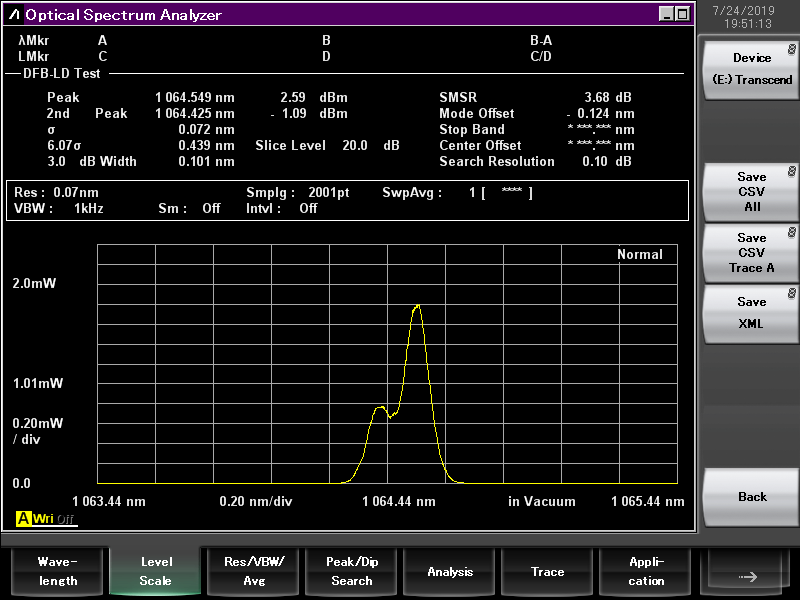 Optical Spectrum Analyzer
7/24/2019
19:51:13
λMkr A B B-A
LMkr C D C/D
DFB-LD Test
Peak 1 064.549 nm 2.59 dBm SMSR 3.68 dB
2nd Peak 1 064.425 nm - 1.09 dBm Mode Offset - 0.124 nm
σ 0.072 nm Stop Band * ***.*** nm
6.07σ 0.439 nm Slice Level 20.0 dB Center Offset * ***.*** nm
3.0 dB Width 0.101 nm Search Resolution 0.10 dB
Res : 0.07nm Smplg : 2001pt SwpAvg : 1 [ **** ]
VBW : 1kHz Sm : Off Intvl : Off
Normal
2.0mW
1.01mW
0.20mW
/ div
0.0
1 063.44 nm 0.20 nm/div 1 064.44 nm in Vacuum 1 065.44 nm
A Wri Off
Device
(E:) Transcend
Save
CSV
All
Save
CSV
Trace A
Save
XML
Back
Wave-
length
Level
Scale
Res/VBW/
Avg
Peak/Dip
Search
Analysis
Trace
Appli-
cation